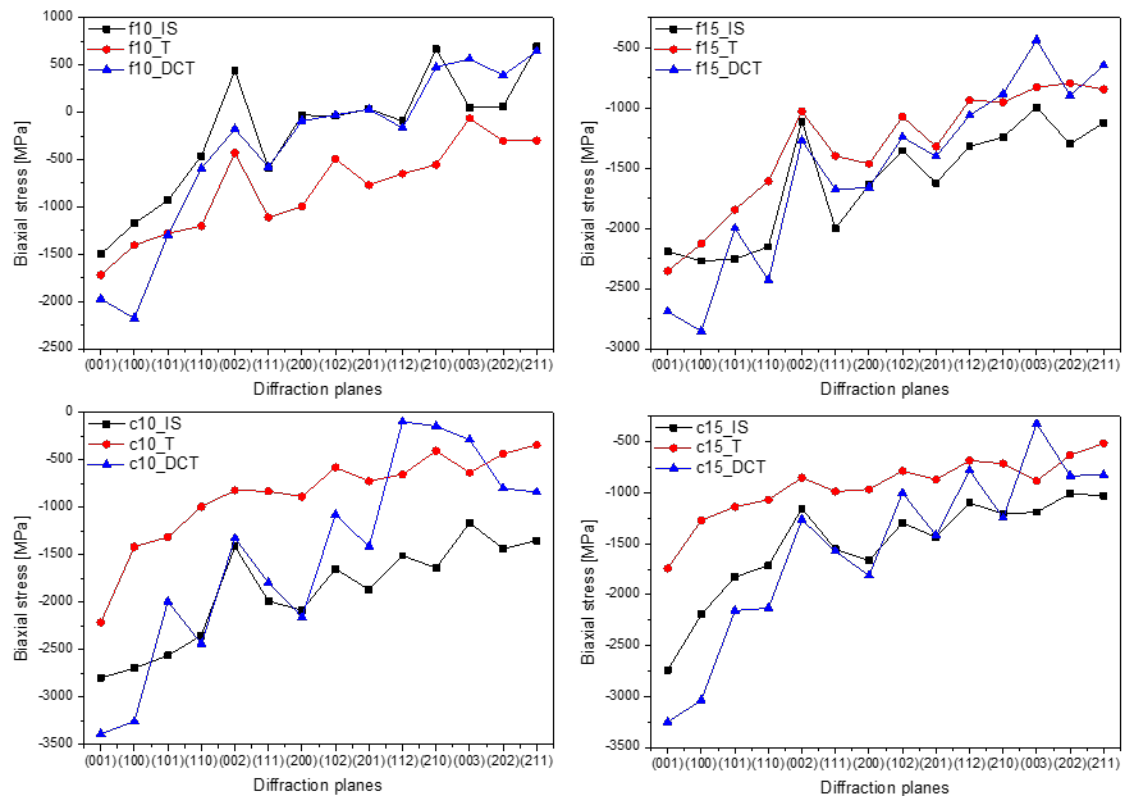 f10_IS
f10_T
f10_DCT
Biaxial stress [MPa]
1000
500
0
-500
-1000
-1500
-2000
-2500
(001)(100)(101)(110)(002)(111)(200)(102)(201)(112)(210)(003)(202)(211)
Diffraction planes
f15_IS
f15_T
f15_DCT
Biaxial stress [MPa]
-500
-1000
-1500
-2000
-2500
-3000
(001)(100)(101)(110)(002)(111)(200)(102)(201)(112)(210)(003)(202)(211)
Diffraction planes
c10_IS
c10_T
c10_DCT
Biaxial stress [MPa]
0
-500
-1000
-1500
-2000
-2500
-3000
-3500
(001)(100)(101)(110)(002)(111)(200)(102)(201)(112)(210)(003)(202)(211)
Diffraction planes
c15_IS
c15_T
c15_DCT
Biaxial stress [MPa]
-500
-1000
-1500
-2000
-2500
-3000
-3500
(001)(100)(101)(110)(002)(111)(200)(102)(201)(112)(210)(003)(202)(211)
Diffraction planes